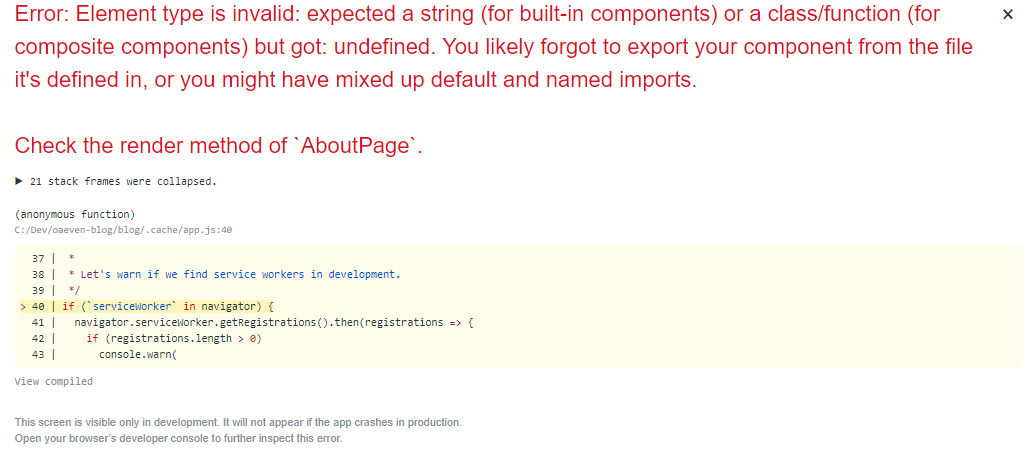 Error: Element type is invalid: expected a string (for built-in components) or a class/function (for
×
composite components) but got: undefined. You likely forgot to export your component from the file
it's defined in, or you might have mixed up default and named imports.
Check the render method of `AboutPage`.
▶ 21 stack frames were collapsed.
(anonymous function)
C:/Dev/oaeven-blog/blog/.cache/app.js:40
37 | *
38 | * Let's warn if we find service workers in development.
39 | */
> 40 | if (`serviceWorker` in navigator) {
41 | navigator.serviceWorker.getRegistrations().then(registrations => {
42 | if (registrations.length > 0)
43 | console.warn(
View compiled
This screen is visible only in development. It will not appear if the app crashes in production.
Open your browser's developer console to further inspect this error.